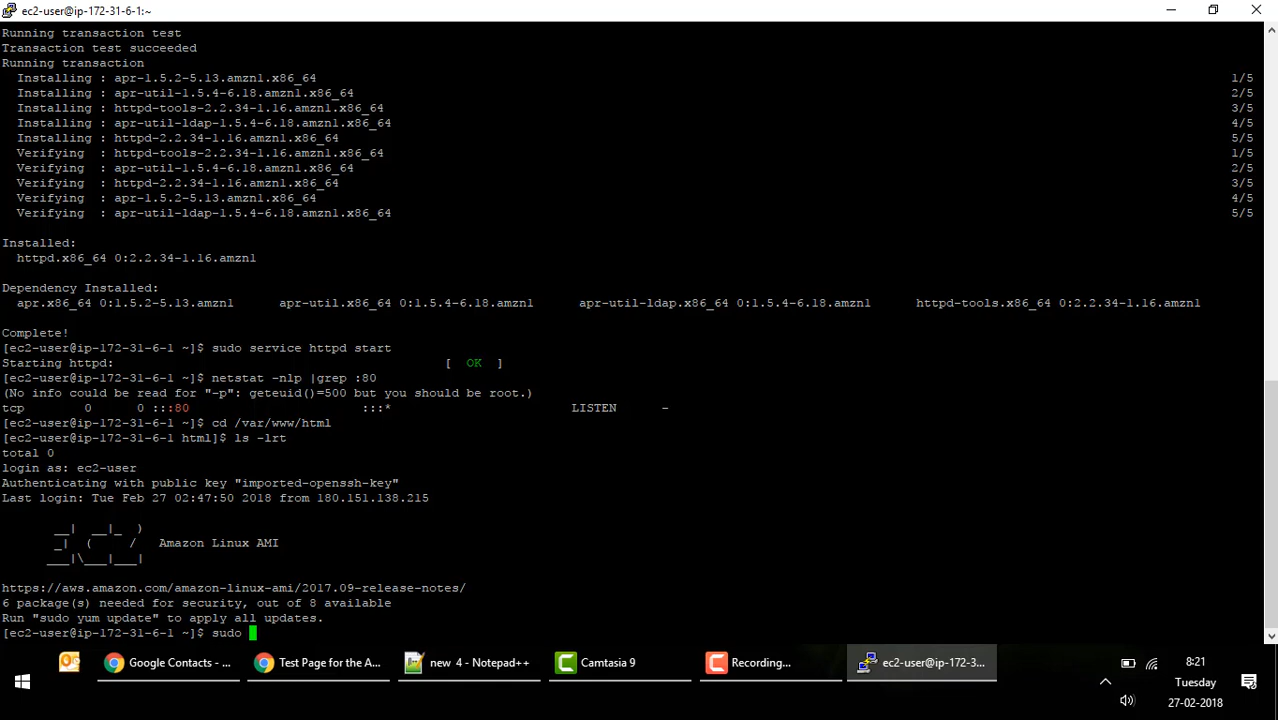 ec2-user@ip-172-31-6-1:~
Running transaction test
Transaction test succeeded
Running transaction
  Installing : apr-1.5.2-5.13.amzn1.x86_64 1/5
  Installing : apr-util-1.5.4-6.18.amzn1.x86_64 2/5
  Installing : httpd-tools-2.2.34-1.16.amzn1.x86_64 3/5
  Installing : apr-util-ldap-1.5.4-6.18.amzn1.x86_64 4/5
  Installing : httpd-2.2.34-1.16.amzn1.x86_64 5/5
  Verifying  : httpd-tools-2.2.34-1.16.amzn1.x86_64 1/5
  Verifying  : apr-util-1.5.4-6.18.amzn1.x86_64 2/5
  Verifying  : httpd-2.2.34-1.16.amzn1.x86_64 3/5
  Verifying  : apr-1.5.2-5.13.amzn1.x86_64 4/5
  Verifying  : apr-util-ldap-1.5.4-6.18.amzn1.x86_64 5/5
Installed:
  httpd.x86_64 0:2.2.34-1.16.amzn1
Dependency Installed:
  apr.x86_64 0:1.5.2-5.13.amzn1 apr-util.x86_64 0:1.5.4-6.18.amzn1 apr-util-ldap.x86_64 0:1.5.4-6.18.amzn1 httpd-tools.x86_64 0:2.2.34-1.16.amzn1
Complete!
[ec2-user@ip-172-31-6-1 ~]$ sudo service httpd start
Starting httpd: [  OK  ]
[ec2-user@ip-172-31-6-1 ~]$ netstat -nlp |grep :80
(No info could be read for "-p": geteuid()=500 but you should be root.)
tcp 0 0 :::80 :::* LISTEN -
[ec2-user@ip-172-31-6-1 ~]$ cd /var/www/html
[ec2-user@ip-172-31-6-1 html]$ ls -lrt
total 0
login as: ec2-user
Authenticating with public key "imported-openssh-key"
Last login: Tue Feb 27 02:47:50 2018 from 180.151.138.215
       __|  __|_  )
       _|  (     /   Amazon Linux AMI
      ___|\___|___|
https://aws.amazon.com/amazon-linux-ami/2017.09-release-notes/
6 package(s) needed for security, out of 8 available
Run "sudo yum update" to apply all updates.
[ec2-user@ip-172-31-6-1 ~]$ sudo
Google Contacts - ... Test Page for the A... new 4 - Notepad++ Camtasia 9 Recording... ec2-user@ip-172-3...
8:21
Tuesday
27-02-2018